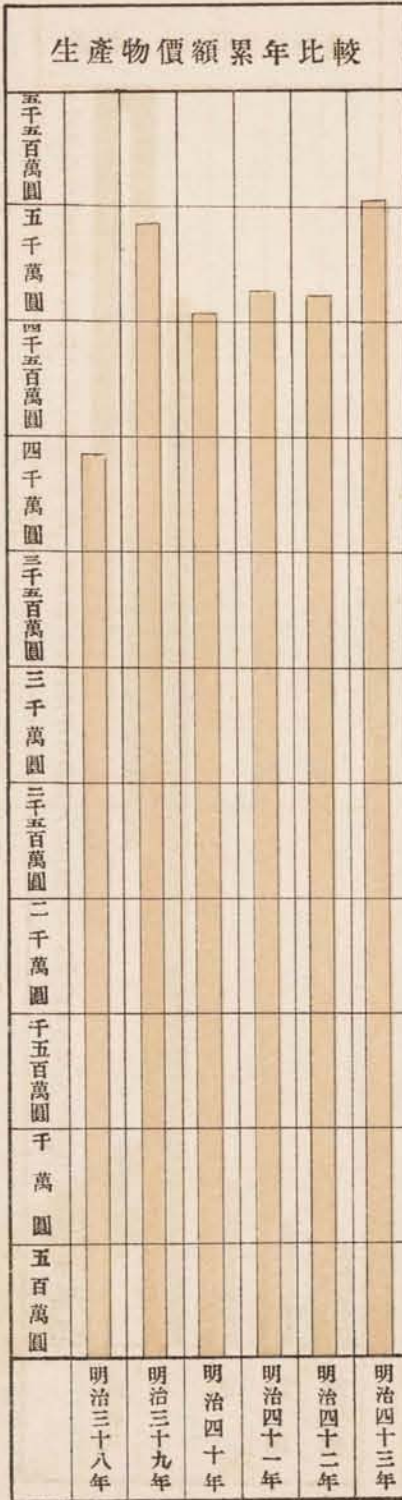 生產物價額累年比較
五千五百萬圓
五千萬圓
四千五百萬圓
四千萬圓
三千五百萬圓
三千萬圓
二千五百萬圓
二千萬圓
千五百萬圓
千萬圓
五百萬圓
明治三十八年
明治三十九年
明治四十年
明治四十一年
明治四十二年
明治四十三年